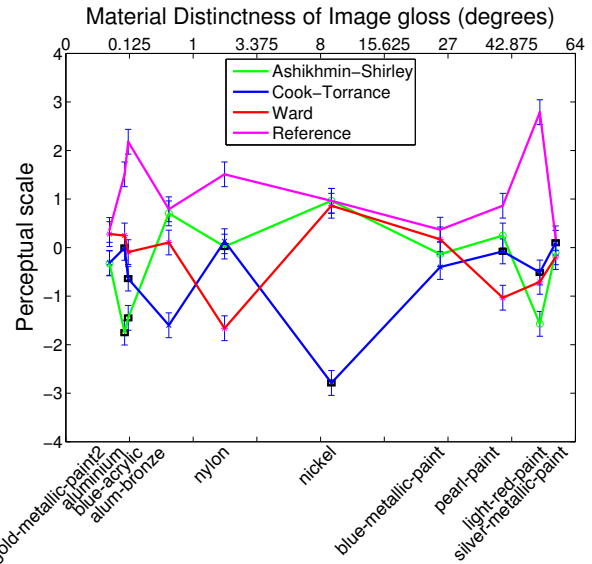 Material Distinctness of Image gloss (degrees)
0 0.125 1 3.375 8 15.625 27 42.875 64
Ashikhmin−Shirley
Cook−Torrance
Ward
Reference
Perceptual scale
4
3
2
1
0
−1
−2
−3
−4
gold-metallic-paint2
aluminium
blue-acrylic
alum-bronze
nylon
nickel
blue-metallic-paint
pearl-paint
light-red-paint
silver-metallic-paint